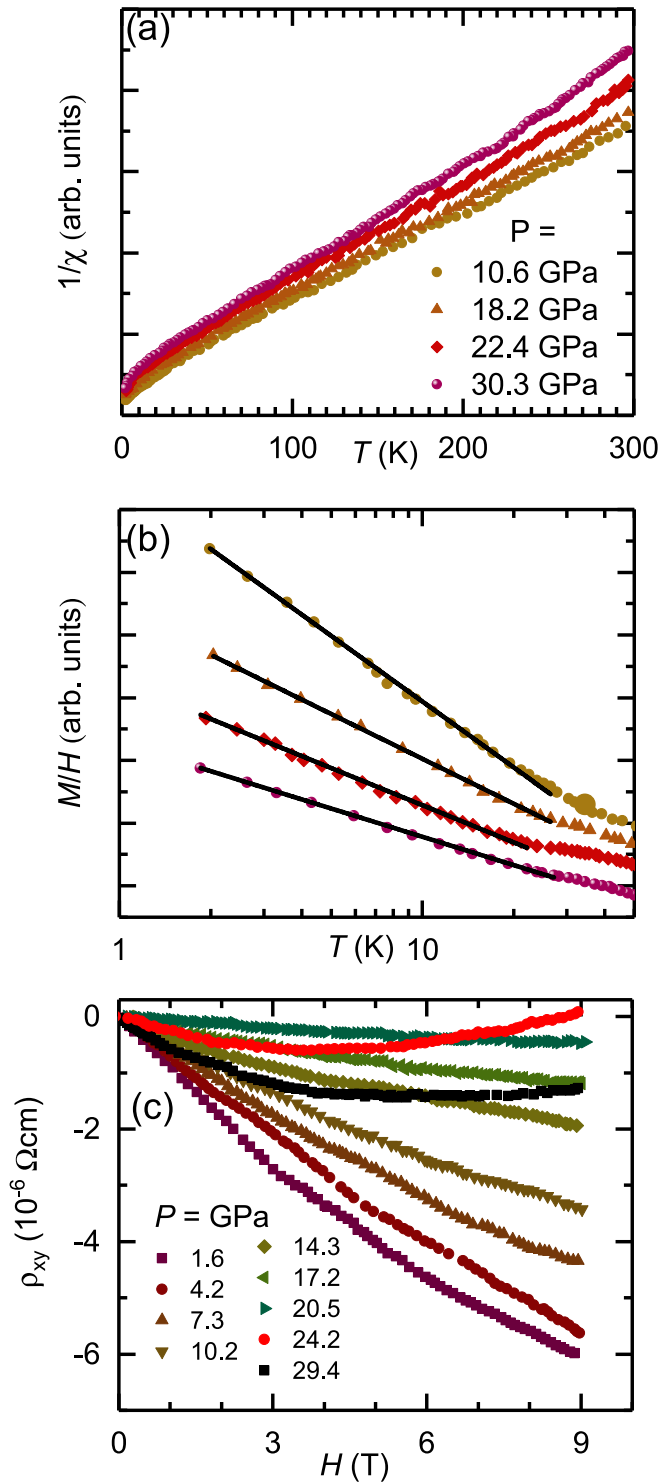 (a)
1/χ (arb. units)
P =
10.6 GPa
18.2 GPa
22.4 GPa
30.3 GPa
0 100 200 300
T (K)
(b)
M/H (arb. units)
1 10
T (K)
0
-2
-4
-6
(c)
ρxy (10-6 Ωcm)
P = GPa
1.6
4.2
7.3
10.2
14.3
17.2
20.5
24.2
29.4
0 3 6 9
H (T)